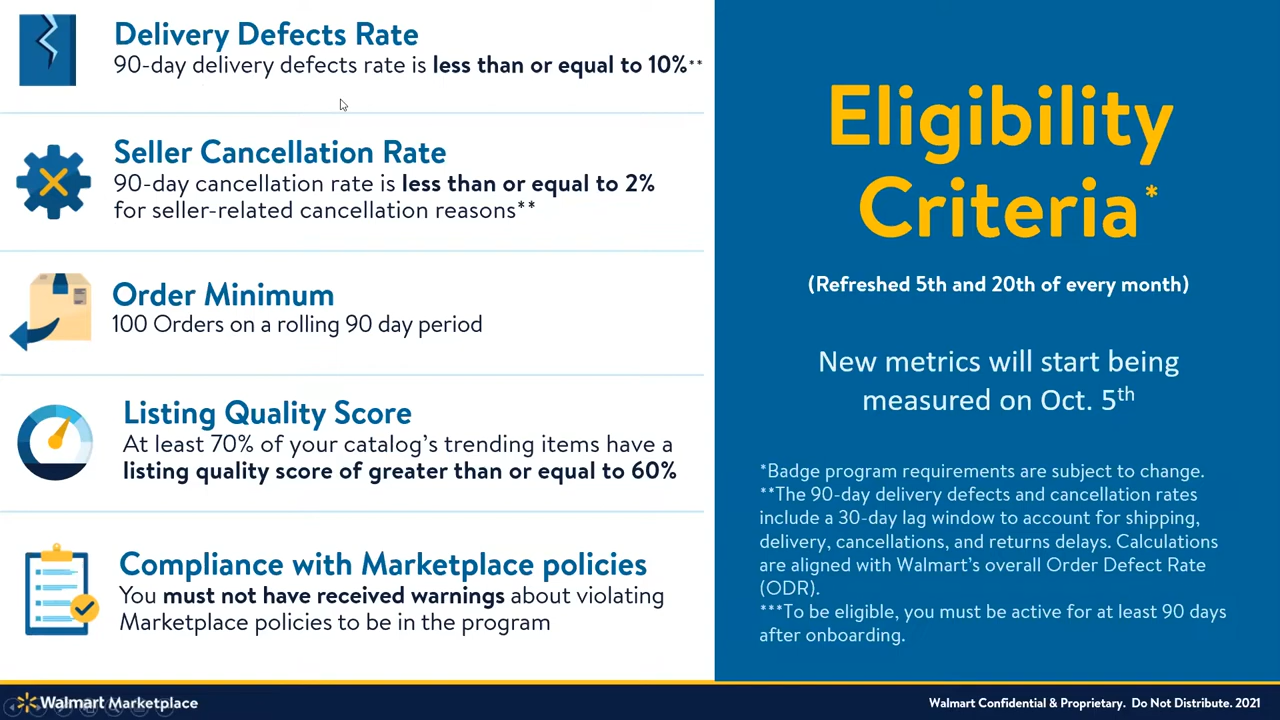 Delivery Defects Rate
90-day delivery defects rate is less than or equal to 10%**
Seller Cancellation Rate
90-day cancellation rate is less than or equal to 2%
for seller-related cancellation reasons**
Order Minimum
100 Orders on a rolling 90 day period
Listing Quality Score
At least 70% of your catalog's trending items have a
listing quality score of greater than or equal to 60%
Compliance with Marketplace policies
You must not have received warnings about violating
Marketplace policies to be in the program
Eligibility
Criteria*
(Refreshed 5th and 20th of every month)
New metrics will start being
measured on Oct. 5th
*Badge program requirements are subject to change.
**The 90-day delivery defects and cancellation rates
include a 30-day lag window to account for shipping,
delivery, cancellations, and returns delays. Calculations
are aligned with Walmart's overall Order Defect Rate
(ODR).
***To be eligible, you must be active for at least 90 days
after onboarding.
Walmart Marketplace
Walmart Confidential & Proprietary. Do Not Distribute. 2021